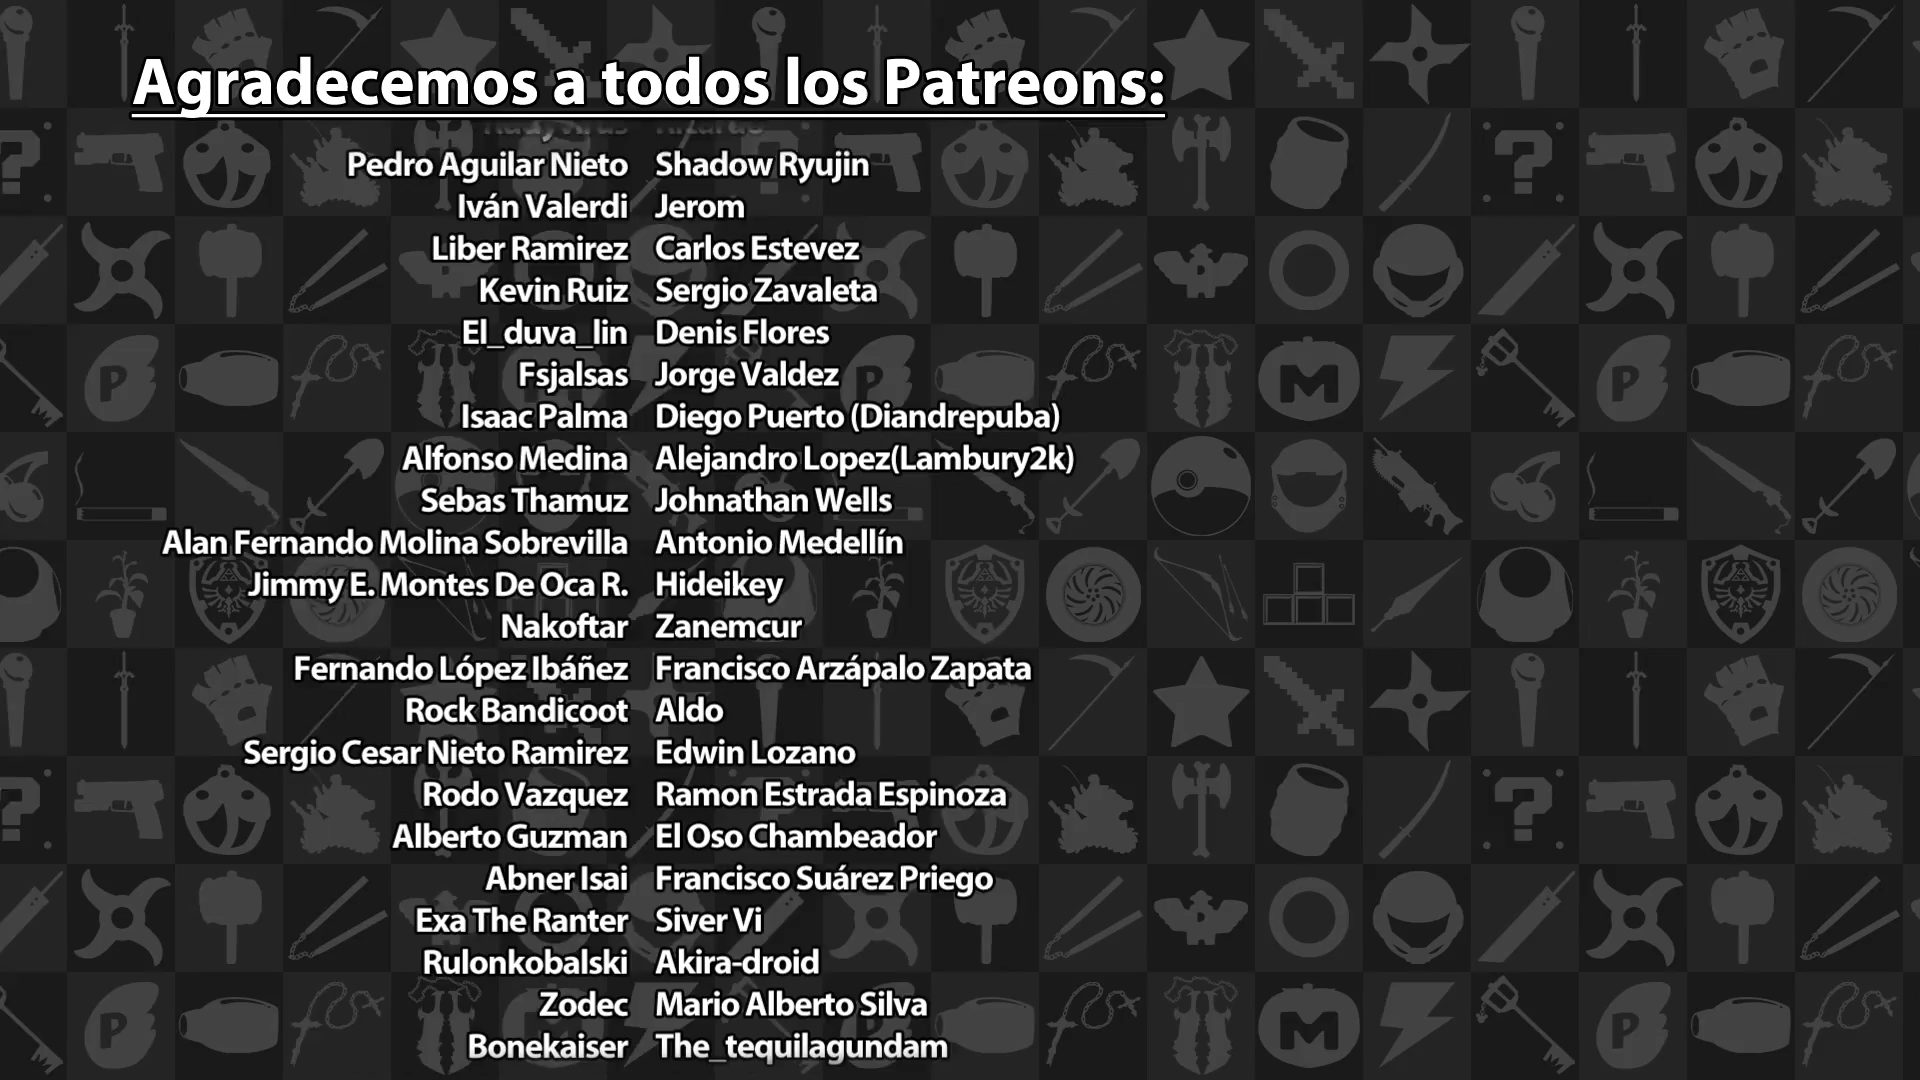 Agradecemos a todos los Patreons:
Pedro Aguilar Nieto Shadow Ryujin
Iván Valerdi Jerom
Liber Ramirez Carlos Estevez
Kevin Ruiz Sergio Zavaleta
El_duva_lin Denis Flores
Fsjalsas Jorge Valdez
Isaac Palma Diego Puerto (Diandrepuba)
Alfonso Medina Alejandro Lopez(Lambury2k)
Sebas Thamuz Johnathan Wells
Alan Fernando Molina Sobrevilla Antonio Medellín
Jimmy E. Montes De Oca R. Hideikey
Nakoftar Zanemcur
Fernando López Ibáñez Francisco Arzápalo Zapata
Rock Bandicoot Aldo
Sergio Cesar Nieto Ramirez Edwin Lozano
Rodo Vazquez Ramon Estrada Espinoza
Alberto Guzman El Oso Chambeador
Abner Isai Francisco Suárez Priego
Exa The Ranter Siver Vi
Rulonkobalski Akira-droid
Zodec Mario Alberto Silva
Bonekaiser The_tequilagundam